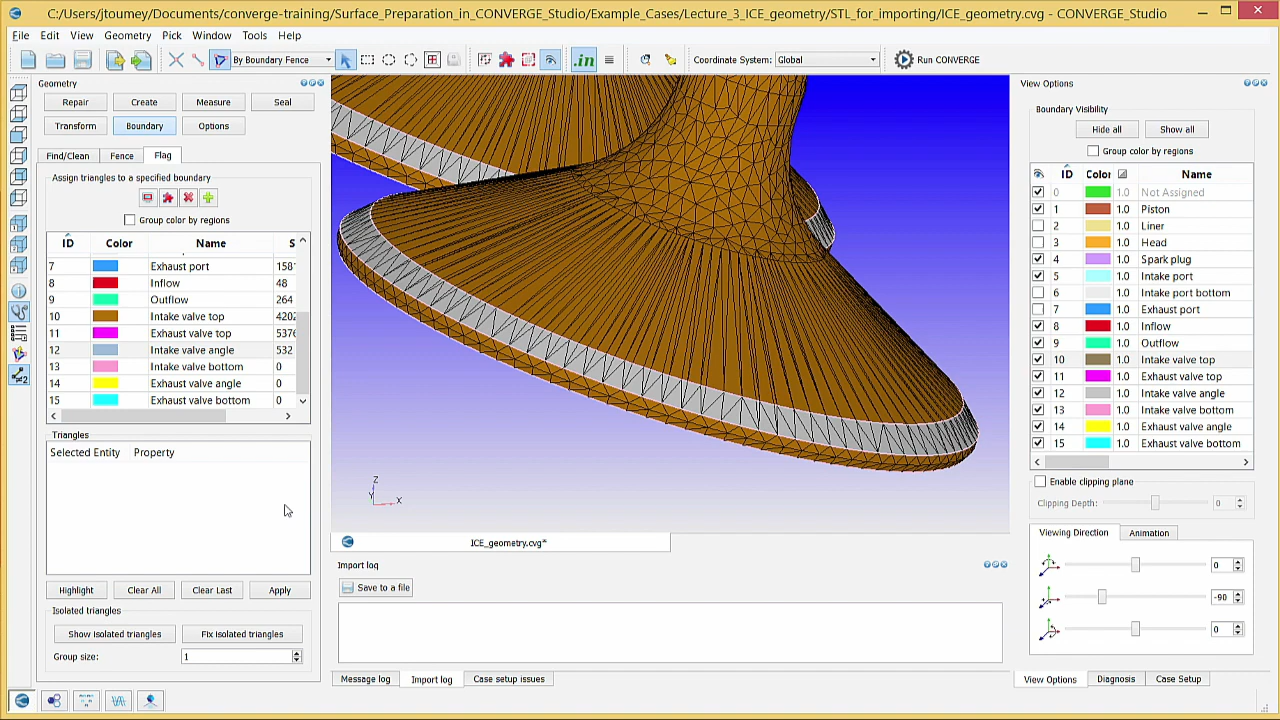 C:/Users/jtoumey/Documents/converge-training/Surface_Preparation_in_CONVERGE_Studio/Example_Cases/Lecture_3_ICE_geometry/STL_for_importing/ICE_geometry.cvg - CONVERGE_Studio
File Edit View Geometry Pick Window Tools Help
By Boundary Fence .in Coordinate System: Global Run CONVERGE
Geometry
Repair Create Measure Seal
Transform Boundary Options
Find/Clean Fence Flag
Assign triangles to a specified boundary
Group color by regions
ID Color Name S
7 Exhaust port 158
8 Inflow 48
9 Outflow 264
10 Intake valve top 4202
11 Exhaust valve top 5376
12 Intake valve angle 532
13 Intake valve bottom 0
14 Exhaust valve angle 0
15 Exhaust valve bottom 0
Triangles
Selected Entity Property
Highlight Clear All Clear Last Apply
Isolated triangles
Show isolated triangles Fix isolated triangles
Group size: 1
Z
Y
X
ICE_geometry.cvg*
Import log
Save to a file
Message log Import log Case setup issues
View Options
Boundary Visibility
Hide all Show all
Group color by regions
ID Color Name
0 1.0 Not Assigned
1 1.0 Piston
2 1.0 Liner
3 1.0 Head
4 1.0 Spark plug
5 1.0 Intake port
6 1.0 Intake port bottom
7 1.0 Exhaust port
8 1.0 Inflow
9 1.0 Outflow
10 1.0 Intake valve top
11 1.0 Exhaust valve top
12 1.0 Intake valve angle
13 1.0 Intake valve bottom
14 1.0 Exhaust valve angle
15 1.0 Exhaust valve bottom
Enable clipping plane
Clipping Depth: 0
Viewing Direction Animation
0
-90
0
View Options Diagnosis Case Setup